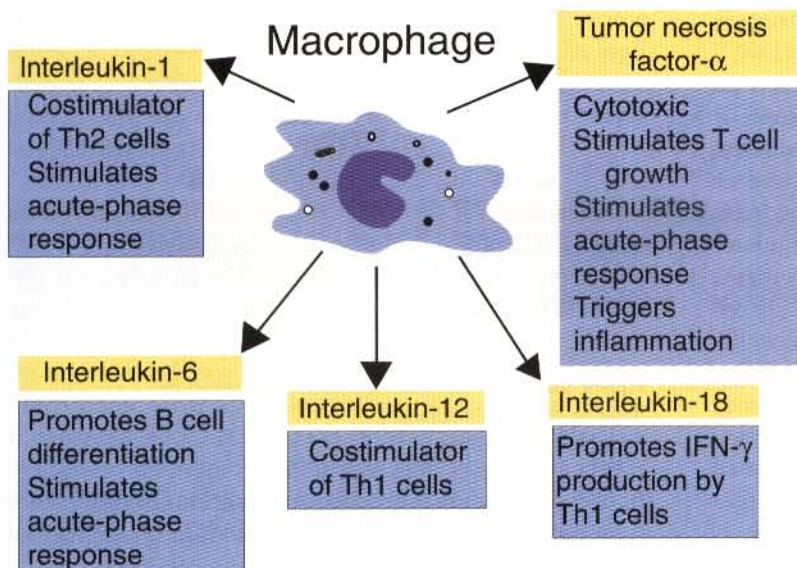 Macrophage
Interleukin-1
Costimulator
of Th2 cells
Stimulates
acute-phase
response
Tumor necrosis
factor-α
Cytotoxic
Stimulates T cell
growth
Stimulates
acute-phase
response
Triggers
inflammation
Interleukin-6
Promotes B cell
differentiation
Stimulates
acute-phase
response
Interleukin-12
Costimulator
of Th1 cells
Interleukin-18
Promotes IFN-γ
production by
Th1 cells